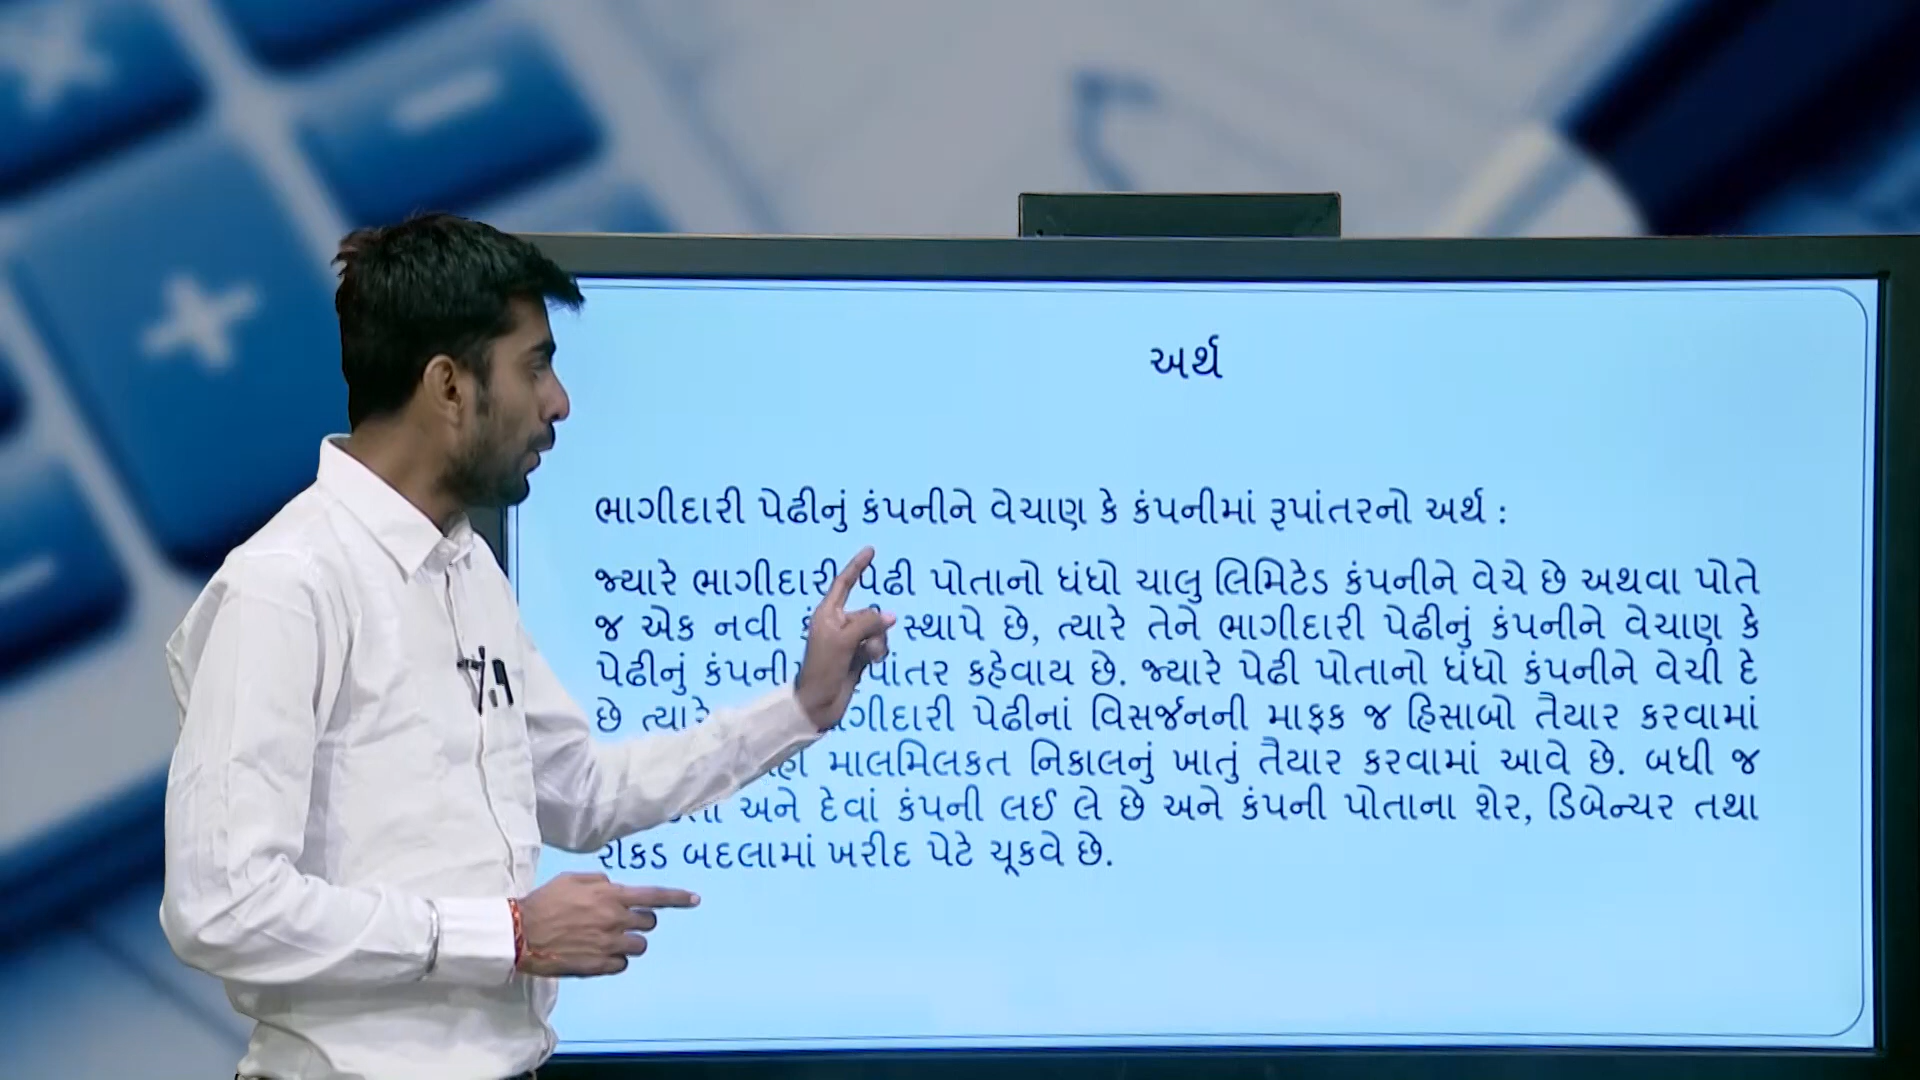 અર્થ
ભાગીદારી પેઢીનું કંપનીને વેચાણ કે કંપનીમાં રૂપાંતરનો અર્થ :
જ્યારે ભાગીદારી પેઢી પોતાનો ધંધો ચાલુ લિમિટેડ કંપનીને વેચે છે અથવા પોતે
જ એક નવી સ્થાપે છે, ત્યારે તેને ભાગીદારી પેઢીનું કંપનીને વેચાણ કે
પેઢીનું કહેવાય છે. જ્યારે પેઢી પોતાનો ધંધો કંપનીને વેચી દે
છે ત્યારે પેઢીનાં વિસર્જનની માફક જ હિસાબો તૈયાર કરવામાં
માલમિલકત નિકાલનું ખાતું તૈયાર કરવામાં આવે છે. બધી જ
અને દેવાં કંપની લઈ લે છે અને કંપની પોતાના શેર, ડિબેન્ચર તથા
રોકડ બદલામાં ખરીદ પેટે ચૂકવે છે.